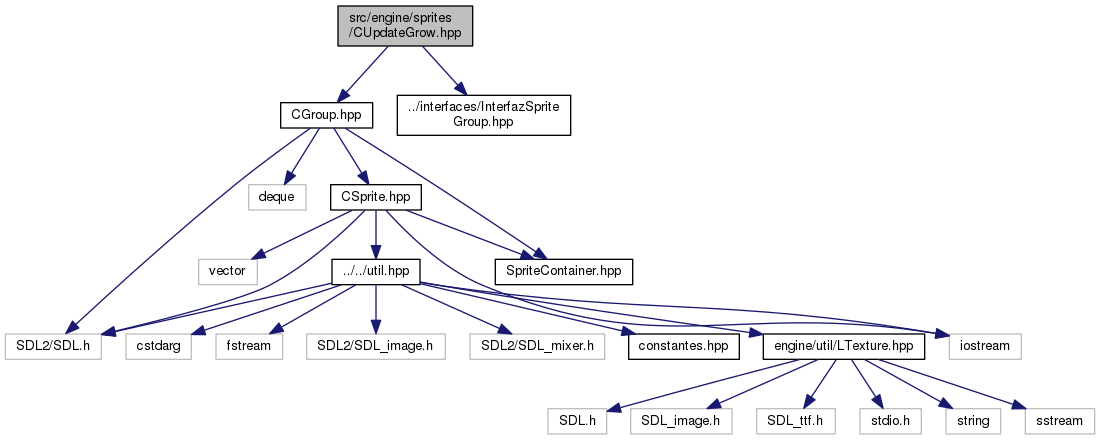 src/engine/sprites
/CUpdateGrow.hpp
CGroup.hpp
../interfaces/InterfazSprite
Group.hpp
deque
CSprite.hpp
vector
../../util.hpp
SpriteContainer.hpp
SDL2/SDL.h
cstdarg
fstream
SDL2/SDL_image.h
SDL2/SDL_mixer.h
constantes.hpp
engine/util/LTexture.hpp
iostream
SDL.h
SDL_image.h
SDL_ttf.h
stdio.h
string
sstream